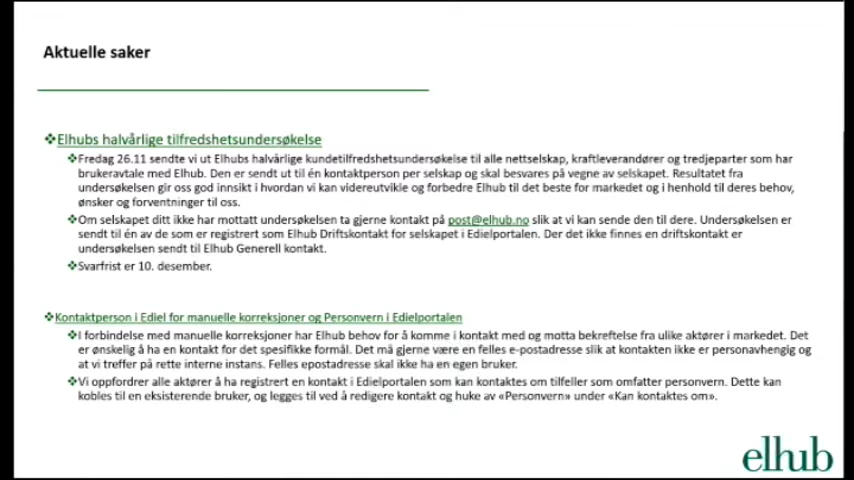 Aktuelle saker
❖Elhubs halvårlige tilfredshetsundersøkelse
❖Fredag 26.11 sendte vi ut Elhubs halvårlige kundetilfredshetsundersøkelse til alle nettselskap, kraftleverandører og tredjeparter som har
brukeravtale med Elhub. Den er sendt ut til én kontaktperson per selskap og skal besvares på vegne av selskapet. Resultatet fra
undersøkelsen gir oss god innsikt i hvordan vi kan videreutvikle og forbedre Elhub til det beste for markedet og i henhold til deres behov,
ønsker og forventninger til oss.
❖Om selskapet ditt ikke har mottatt undersøkelsen ta gjerne kontakt på post@elhub.no slik at vi kan sende den til dere. Undersøkelsen er
sendt til én av de som er registrert som Elhub Driftskontakt for selskapet i Edielportalen. Der det ikke finnes en driftskontakt er
undersøkelsen sendt til Elhub Generell kontakt.
❖Svarfrist er 10. desember.
❖Kontaktperson i Ediel for manuelle korreksjoner og Personvern i Edielportalen
❖I forbindelse med manuelle korreksjoner har Elhub behov for å komme i kontakt med og motta bekreftelse fra ulike aktører i markedet. Det
er ønskelig å ha en kontakt for det spesifikke formål. Det må gjerne være en felles e-postadresse slik at kontakten ikke er personavhengig og
at vi treffer på rette interne instans. Felles epostadresse skal ikke ha en egen bruker.
❖Vi oppfordrer alle aktører å ha registrert en kontakt i Edielportalen som kan kontaktes om tilfeller som omfatter personvern. Dette kan
kobles til en eksisterende bruker, og legges til ved å redigere kontakt og huke av «Personvern» under «Kan kontaktes om».
elhub